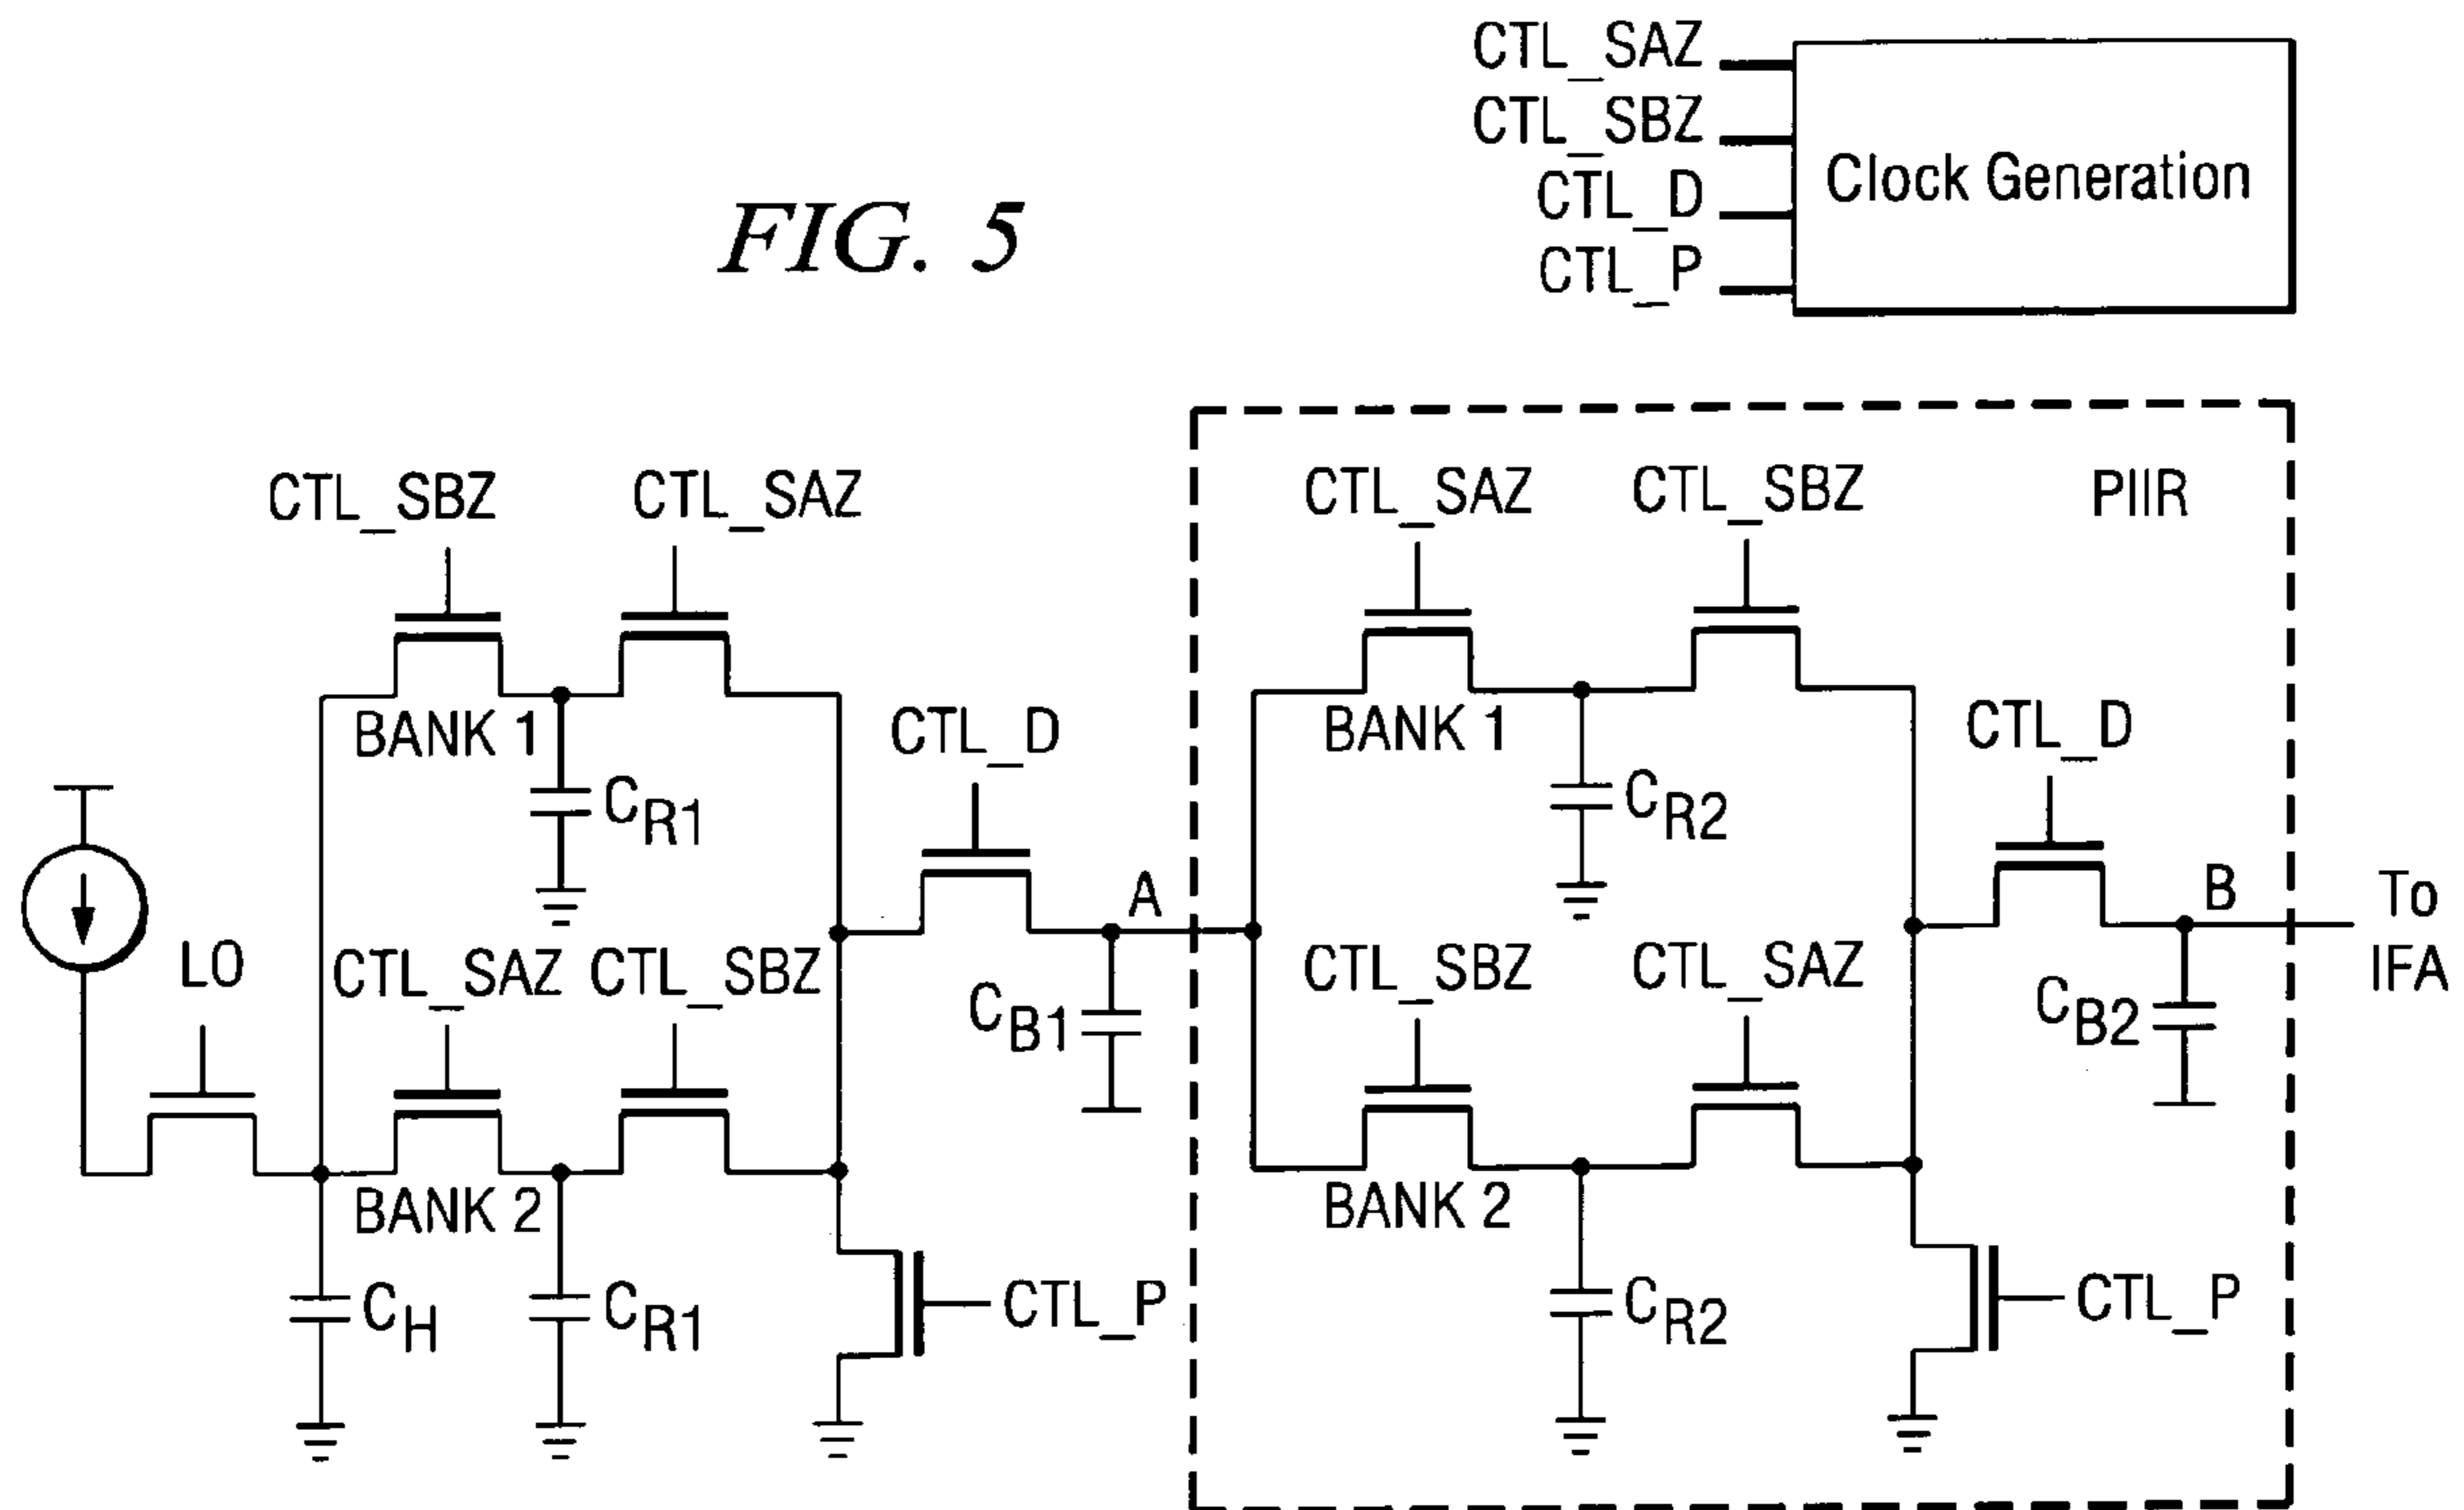 CTL_SAZ
CTL_SBZ
CTL_D
CTL_P
Clock Generation
FIG. 5
CTL_SBZ
CTL_SAZ
CTL_SAZ
CTL_SBZ
PIIR
BANK 1
CR1
CTL_D
BANK 1
CR2
CTL_D
LO
CTL_SAZ
CTL_SBZ
A
CB1
CTL_SBZ
CTL_SAZ
B
CB2
To
IFA
BANK 2
CH
CR1
CTL_P
BANK 2
CR2
CTL_P